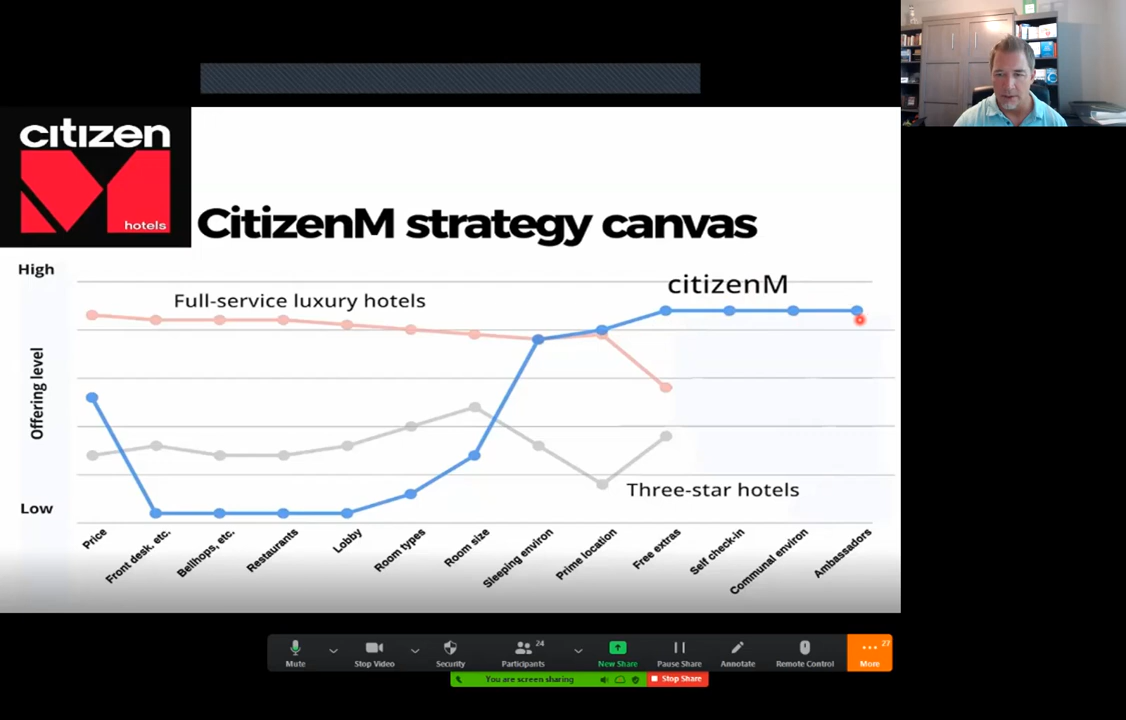 citizen
M
hotels
CitizenM strategy canvas
High
citizenM
Full-service luxury hotels
Offering level
Three-star hotels
Low
Price
Front desk, etc.
Bellhops, etc.
Restaurants
Lobby
Room types
Room size
Sleeping environ
Prime location
Free extras
Self check-in
Communal environ
Ambassadors
24
27
Mute
Stop Video
Security
Participants
New Share
Pause Share
Annotate
Remote Control
More
You are screen sharing
Stop Share